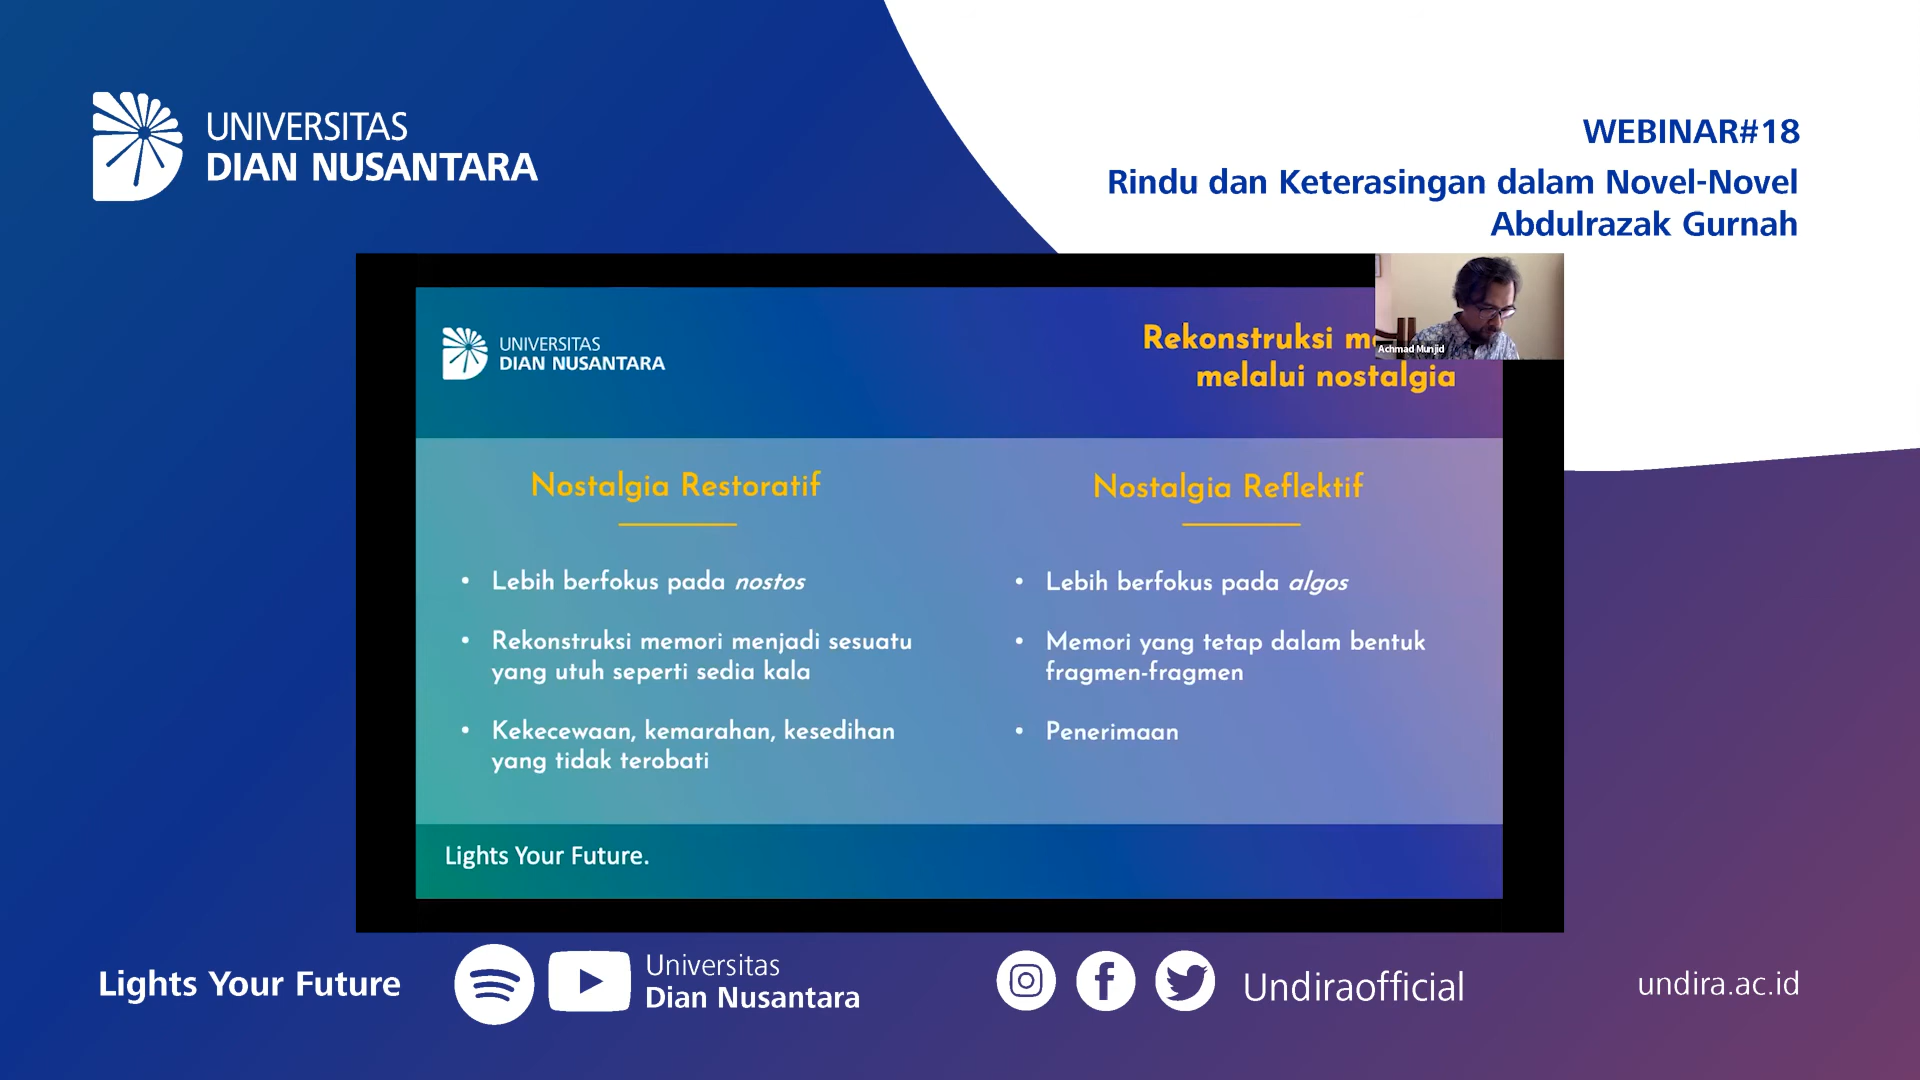 UNIVERSITAS
DIAN NUSANTARA
WEBINAR#18
Rindu dan Keterasingan dalam Novel-Novel
Abdulrazak Gurnah
UNIVERSITAS
DIAN NUSANTARA
Rekonstruksi
melalui nostalgia
Achmad Munjid
Nostalgia Restoratif
• Lebih berfokus pada nostos
• Rekonstruksi memori menjadi sesuatu
yang utuh seperti sedia kala
• Kekecewaan, kemarahan, kesedihan
yang tidak terobati
Nostalgia Reflektif
• Lebih berfokus pada algos
• Memori yang tetap dalam bentuk
fragmen-fragmen
• Penerimaan
Lights Your Future.
Lights Your Future
Universitas
Dian Nusantara
Undiraofficial
undira.ac.id